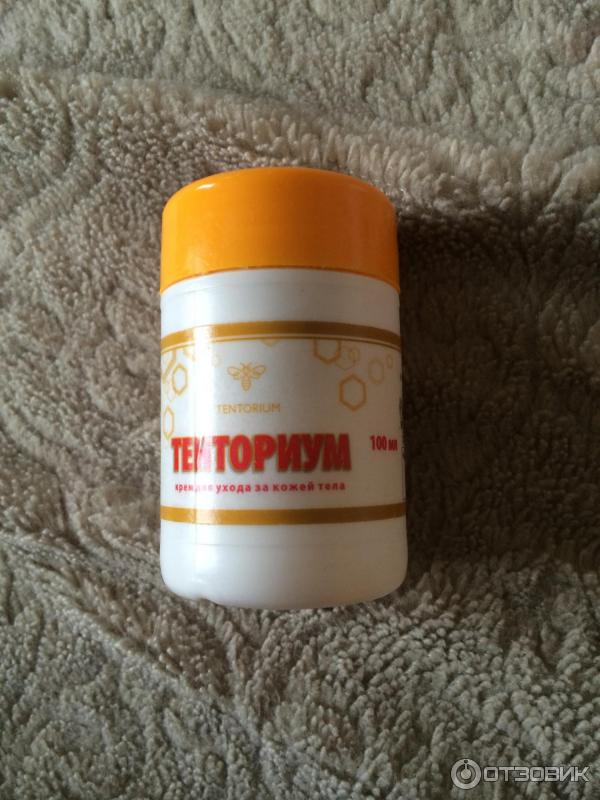 TENTORIUM
ТЕНТОРИУМ
100 мл
крем для ухода за кожей тела
ОТЗОВИК